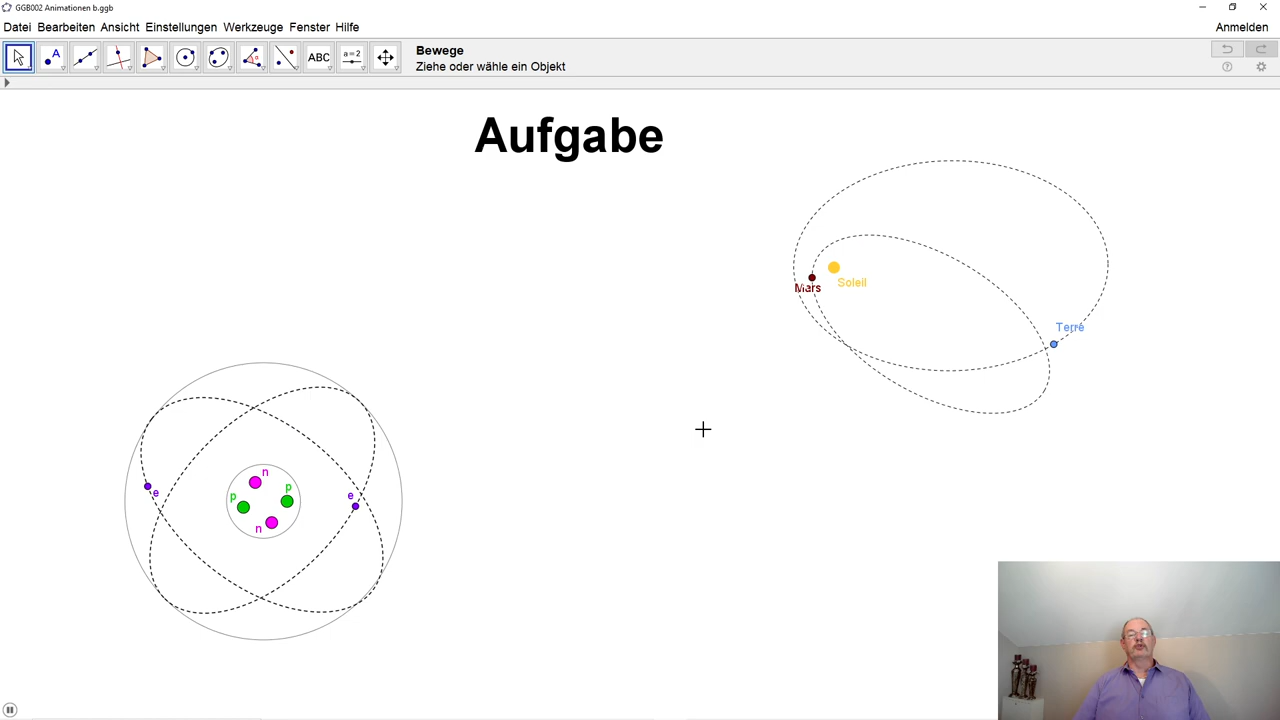 GGB002 Animationen b.ggb
Datei Bearbeiten Ansicht Einstellungen Werkzeuge Fenster Hilfe
Anmelden
A
ABC
a=2
Bewege
Ziehe oder wähle ein Objekt
Aufgabe
Soleil
Mars
Terre
n
p
p
e
e
n